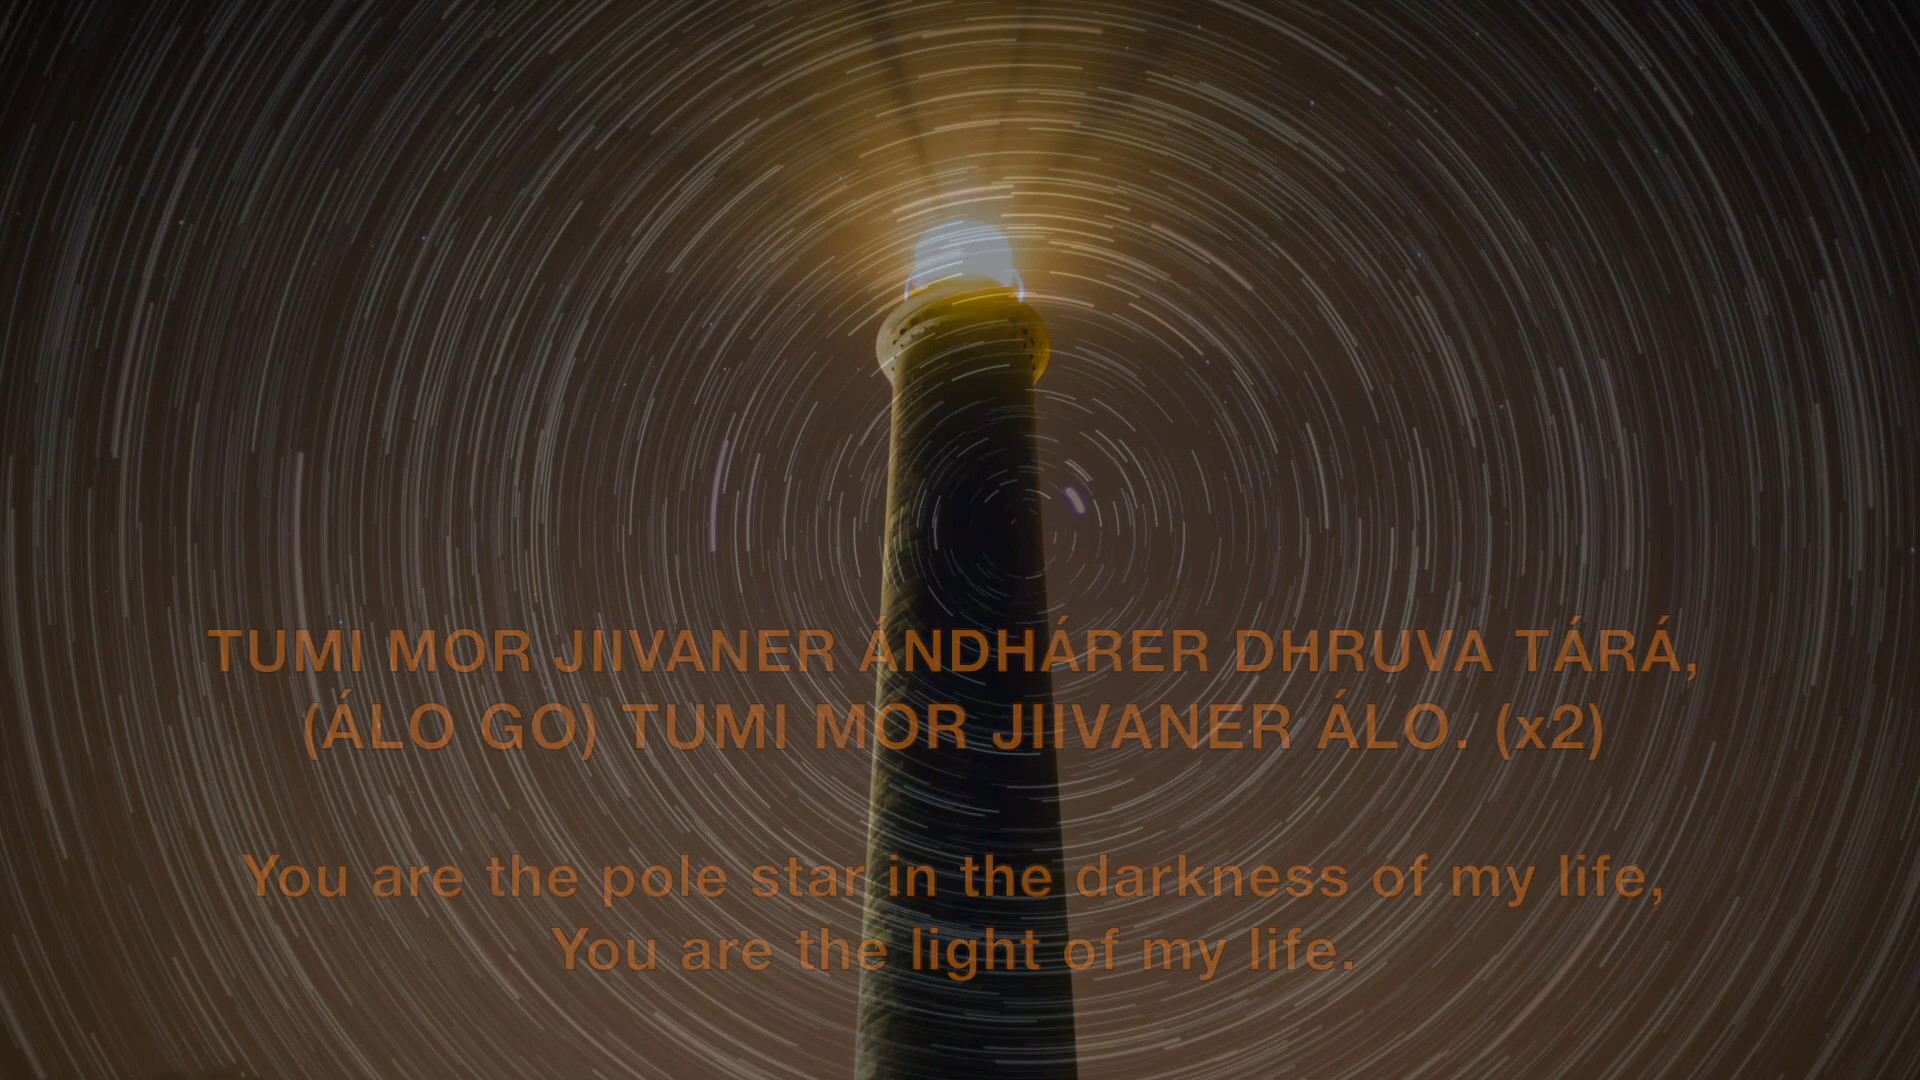 TUMI MOR JIIVANER ÁNDHÁRER DHRUVA TÁRÁ,
(ÁLO GO) TUMI MOR JIIVANER ÁLO. (x2)
You are the pole star in the darkness of my life,
You are the light of my life.